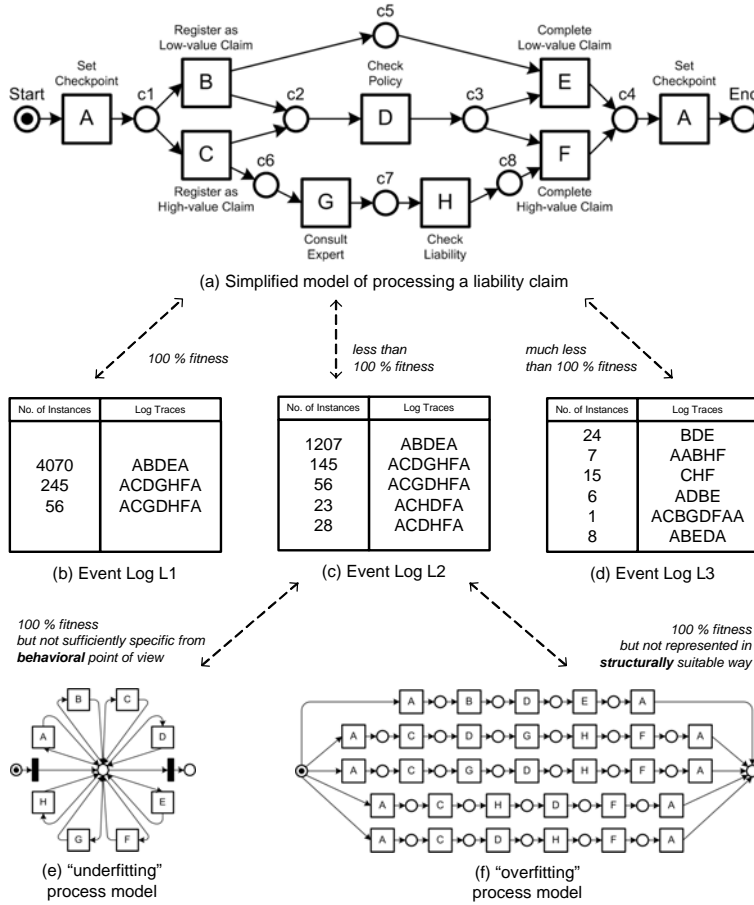 c5
Register as
Low-value Claim
Complete
Low-value Claim
Set
Checkpoint
Check
Policy
Set
Checkpoint
Start
c1
B
c2
c3
E
c4
End
A
D
A
C
c6
c7
c8
F
Register as
High-value Claim
G
H
Complete
High-value Claim
Consult
Expert
Check
Liability
(a) Simplified model of processing a liability claim
100 % fitness
less than
100 % fitness
much less
than 100 % fitness
No. of Instances Log Traces
4070 ABDEA
245 ACDGHFA
56 ACGDHFA
(b) Event Log L1
No. of Instances Log Traces
1207 ABDEA
145 ACDGHFA
56 ACGDHFA
23 ACHDFA
28 ACDHFA
(c) Event Log L2
No. of Instances Log Traces
24 BDE
7 AABHF
15 CHF
6 ADBE
1 ACBGDFAA
8 ABEDA
(d) Event Log L3
100 % fitness
but not sufficiently specific from
behavioral point of view
100 % fitness
but not represented in
structurally suitable way
B C
A D
H E
G F
(e) "underfitting"
process model
A B D E A
A C D G H F A
A C G D H F A
A C H D F A
A C D H F A
(f) "overfitting"
process model